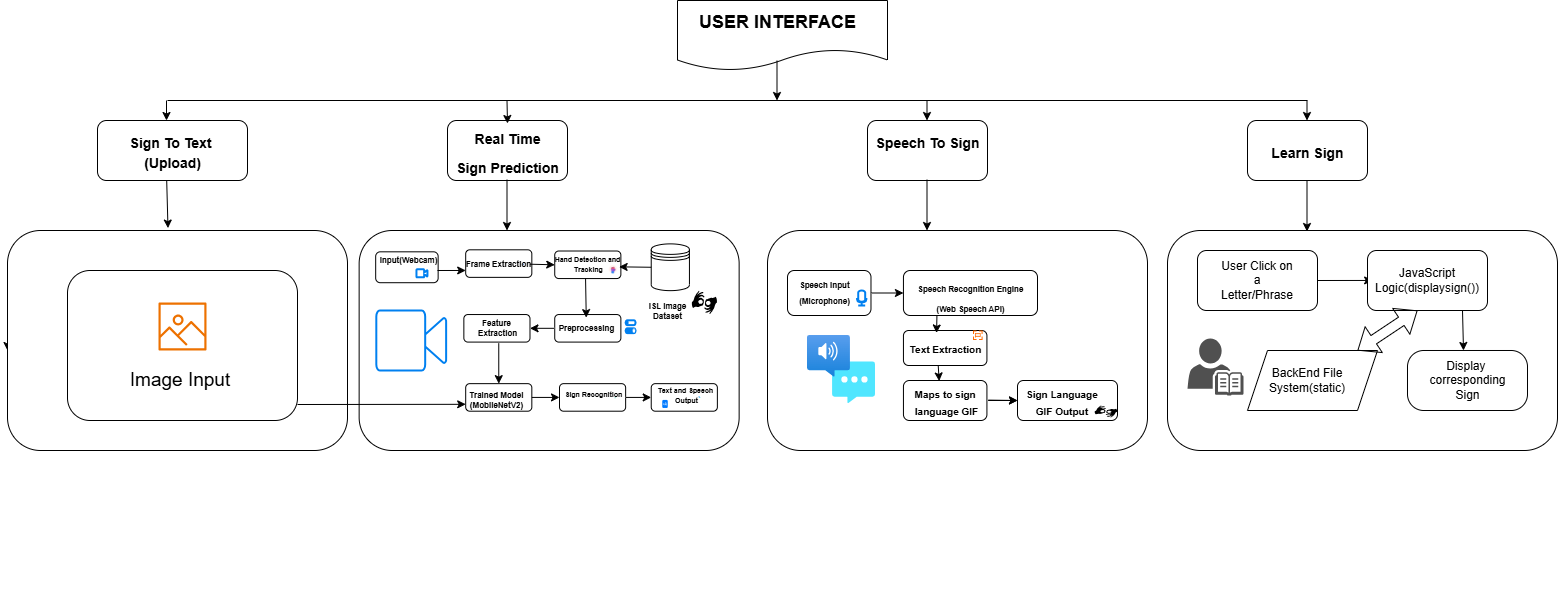 USER INTERFACE
Sign To Text
(Upload)
Real Time
Sign Prediction
Speech To Sign
Learn Sign
Image Input
Input(Webcam)
Frame Extraction
Hand Detection and
Tracking
ISL Image
Dataset
Feature
Extraction
Preprocessing
Trained Model
(MobileNetV2)
Sign Recognition
Text and Speech
Output
Speech Input
(Microphone)
Speech Recognition Engine
(Web Speech API)
Text Extraction
Maps to sign
language GIF
Sign Language
GIF Output
User Click on
a
Letter/Phrase
JavaScript
Logic(displaysign())
BackEnd File
System(static)
Display
corresponding
Sign